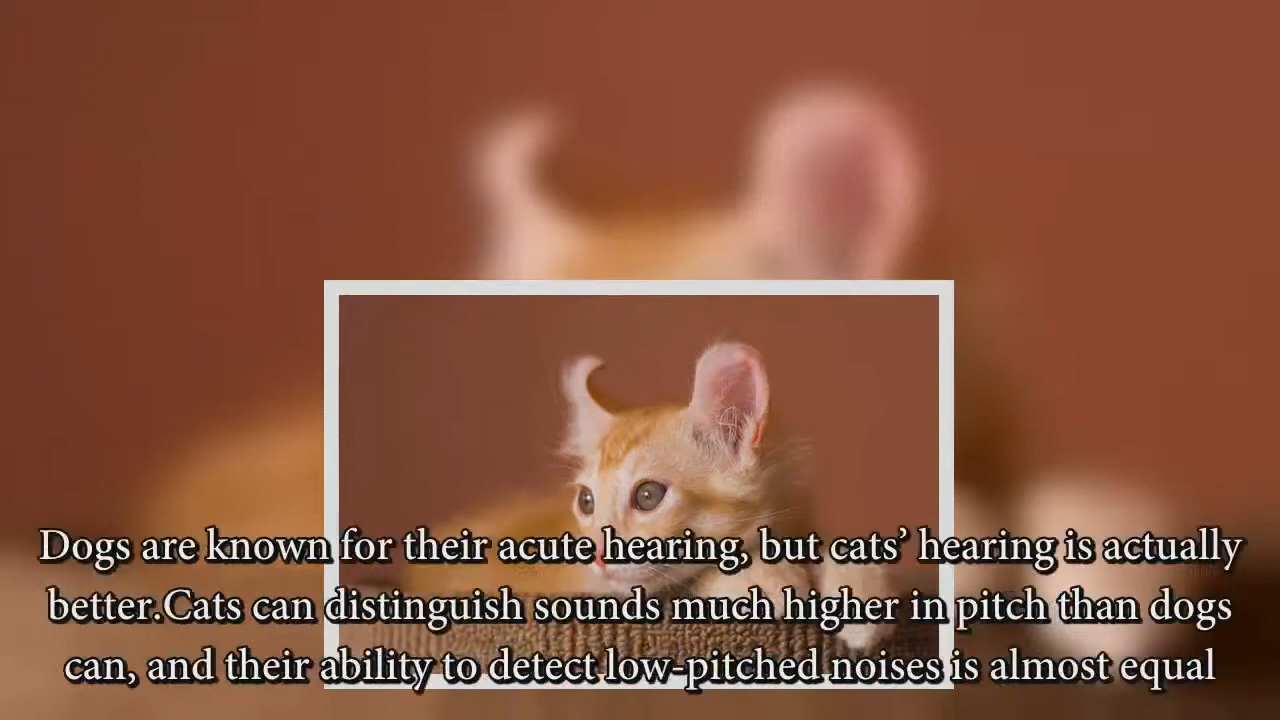 Dogs are known for their acute hearing, but cats’ hearing is actually
better.Cats can distinguish sounds much higher in pitch than dogs
can, and their ability to detect low-pitched noises is almost equal